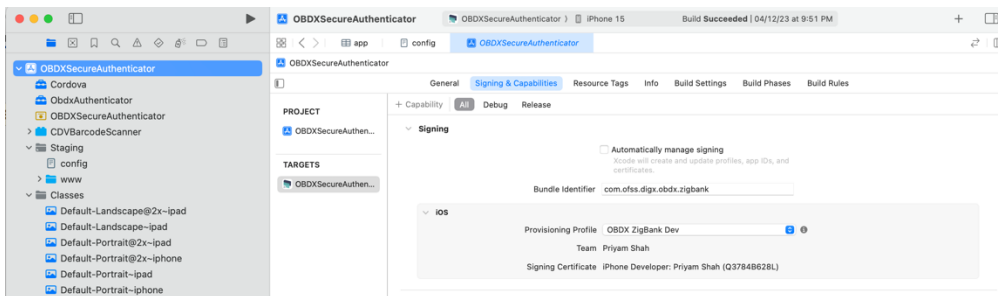 OBDXSecureAuthenticator
OBDXSecureAuthenticator 〉 iPhone 15
Build Succeeded | 04/12/23 at 9:51 PM
app
config
OBDXSecureAuthenticator
OBDXSecureAuthenticator
General
Signing & Capabilities
Resource Tags
Info
Build Settings
Build Phases
Build Rules
OBDXSecureAuthenticator
Cordova
ObdxAuthenticator
OBDXSecureAuthenticator
CDVBarcodeScanner
Staging
config
www
Classes
Default-Landscape@2x~ipad
Default-Landscape~ipad
Default-Portrait@2x~ipad
Default-Portrait@2x~iphone
Default-Portrait~ipad
Default-Portrait~iphone
PROJECT
OBDXSecureAuthen...
TARGETS
OBDXSecureAuthen...
+ Capability
All
Debug
Release
Signing
Automatically manage signing
Xcode will create and update profiles, app IDs, and
certificates.
Bundle Identifier com.ofss.digx.obdx.zigbank
iOS
Provisioning Profile OBDX ZigBank Dev
Team Priyam Shah
Signing Certificate iPhone Developer: Priyam Shah (Q3784B628L)